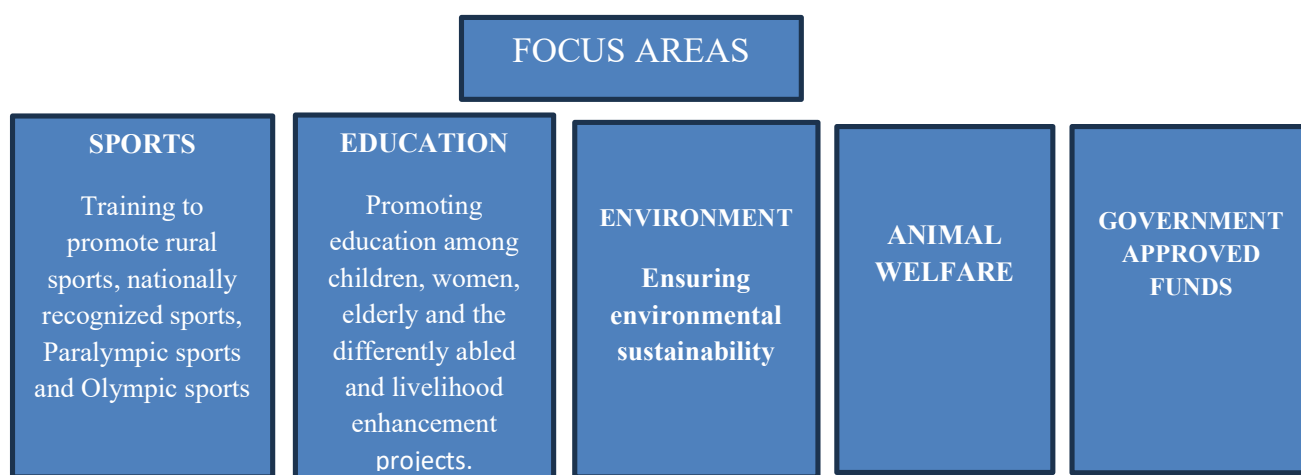 FOCUS AREAS
SPORTS
Training to
promote rural
sports, nationally
recognized sports,
Paralympic sports
and Olympic sports
EDUCATION
Promoting
education among
children, women,
elderly and the
differently abled
and livelihood
enhancement
projects.
ENVIRONMENT
Ensuring
environmental
sustainability
ANIMAL
WELFARE
GOVERNMENT
APPROVED
FUNDS